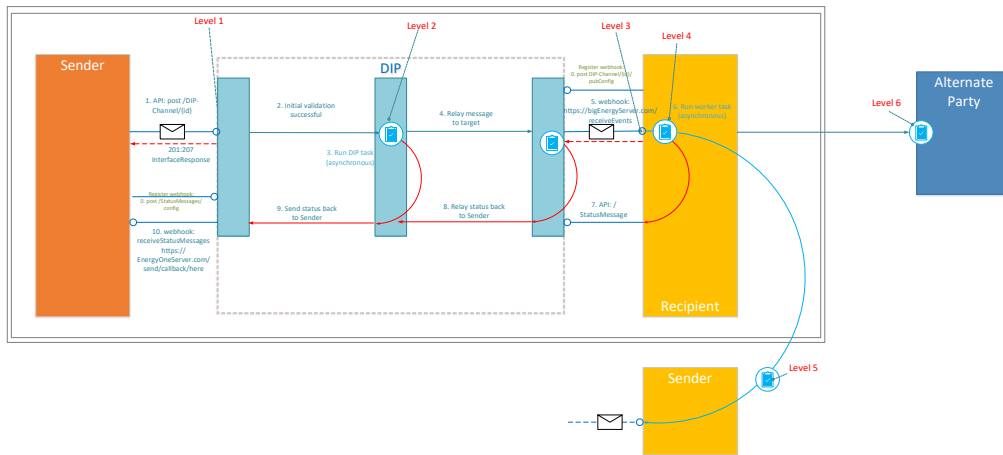 Level 1
Level 2
Level 3
Level 4
Sender
DIP
Register webhook:
0. post DIP-Channel/{id}/
pubConfig
Alternate
Party
1. API: post /DIP-
Channel/{id}
2. Initial validation
successful
4. Relay message
to target
5. webhook:
https://bigEnergyServer.com/
receiveEvents
6. Run worker task
(asynchronous)
Level 6
201:207
InterfaceResponse
3. Run DIP task
(asynchronous)
Register webhook:
0. post /StatusMessages/
config
9. Send status back
to Sender
8. Relay status back
to Sender
7. API: /
StatusMessage
10. webhook:
receiveStatusMessages
https://
EnergyOneServer.com/
send/callback/here
Recipient
Sender
Level 5